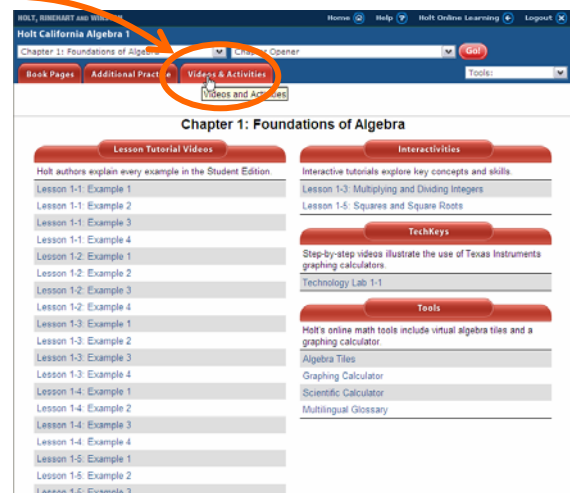 HOLT, RINEHART AND WINSTON
Home Help ? Holt Online Learning Logout X
Holt California Algebra 1
Chapter 1: Foundations of Algebra Chapter Opener Go!
Book Pages Additional Practice Videos & Activities Tools:
Videos and Activities
Chapter 1: Foundations of Algebra
Lesson Tutorial Videos
Holt authors explain every example in the Student Edition.
Lesson 1-1: Example 1
Lesson 1-1: Example 2
Lesson 1-1: Example 3
Lesson 1-1: Example 4
Lesson 1-2: Example 1
Lesson 1-2: Example 2
Lesson 1-2: Example 3
Lesson 1-2: Example 4
Lesson 1-3: Example 1
Lesson 1-3: Example 2
Lesson 1-3: Example 3
Lesson 1-3: Example 4
Lesson 1-4: Example 1
Lesson 1-4: Example 2
Lesson 1-4: Example 3
Lesson 1-4: Example 4
Lesson 1-5: Example 1
Lesson 1-5: Example 2
Lesson 1-5: Example 3
Interactivities
Interactive tutorials explore key concepts and skills.
Lesson 1-3: Multiplying and Dividing Integers
Lesson 1-5: Squares and Square Roots
TechKeys
Step-by-step videos illustrate the use of Texas Instruments
graphing calculators.
Technology Lab 1-1
Tools
Holt's online math tools include virtual algebra tiles and a
graphing calculator.
Algebra Tiles
Graphing Calculator
Scientific Calculator
Multilingual Glossary